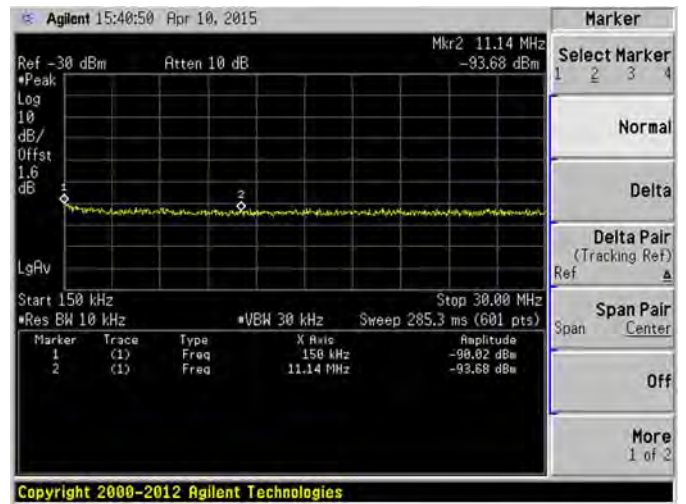 Agilent 15:40:50 Apr 10, 2015
Mkr2 11.14 MHz
Ref -30 dBm Atten 10 dB -93.68 dBm
#Peak
Log
10
dB/
Offst
1.6
dB
1
2
LgAv
Start 150 kHz Stop 30.00 MHz
#Res BW 10 kHz #VBW 30 kHz Sweep 285.3 ms (601 pts)
Marker Trace Type X Axis Amplitude
1 (1) Freq 150 kHz -90.02 dBm
2 (1) Freq 11.14 MHz -93.68 dBm
Copyright 2000-2012 Agilent Technologies
Marker
Select Marker
1 2 3 4
Normal
Delta
Delta Pair
(Tracking Ref)
Ref Δ
Span Pair
Span Center
Off
More
1 of 2